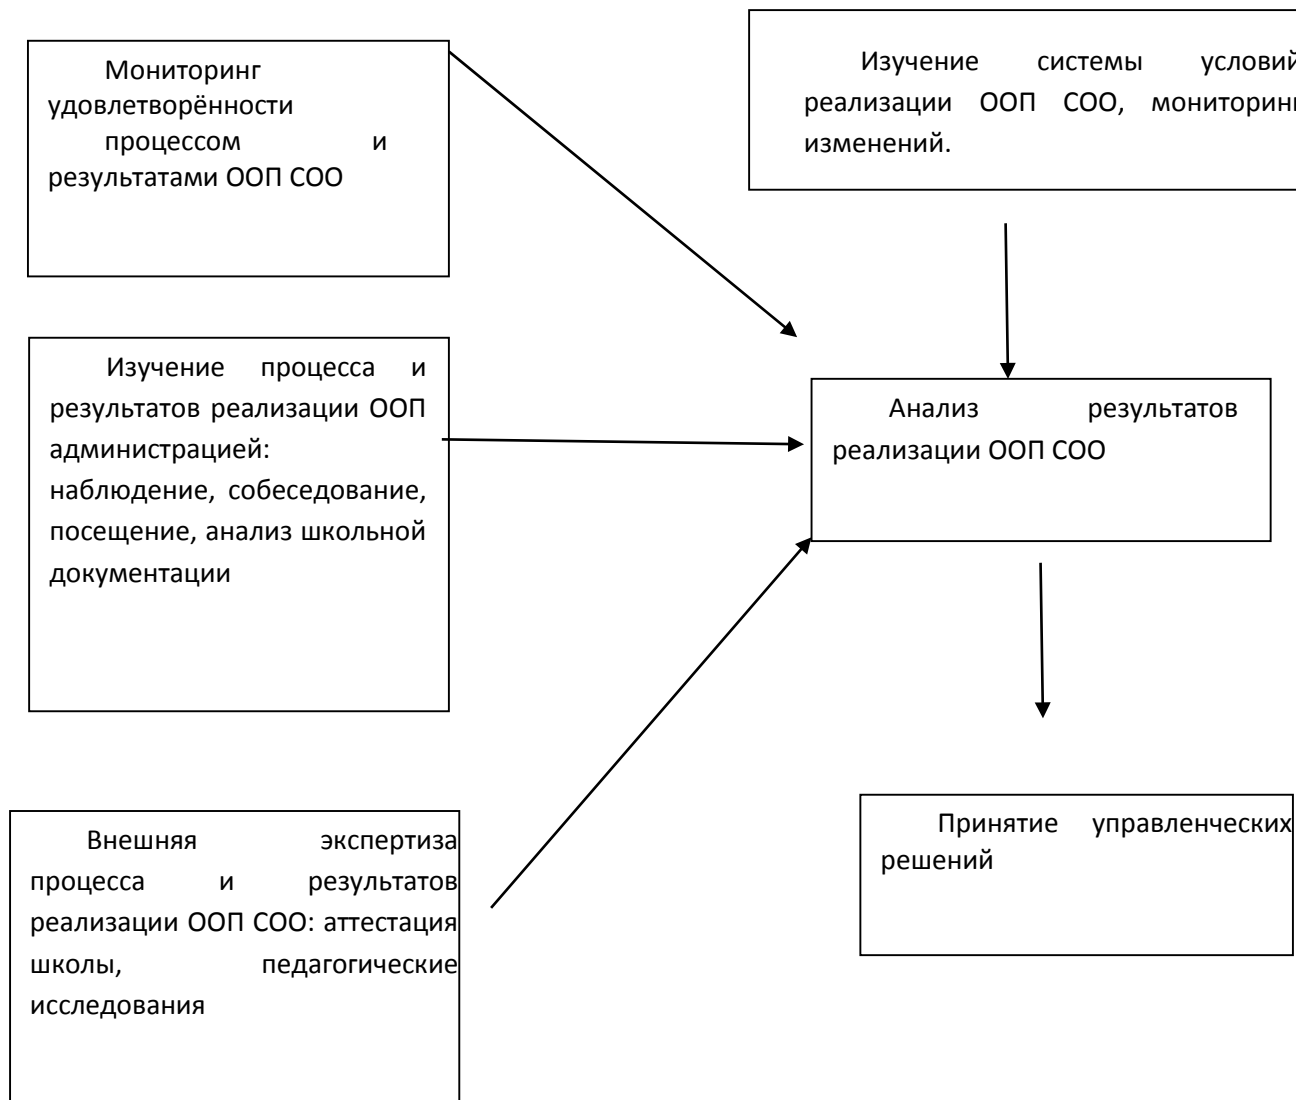 Мониторинг
удовлетворённости
процессом и
результатами ООП СОО
Изучение системы условий
реализации ООП СОО, мониторинг
изменений.
Изучение процесса и
результатов реализации ООП
администрацией:
наблюдение, собеседование,
посещение, анализ школьной
документации
Анализ результатов
реализации ООП СОО
Внешняя экспертиза
процесса и результатов
реализации ООП СОО: аттестация
школы, педагогические
исследования
Принятие управленческих
решений